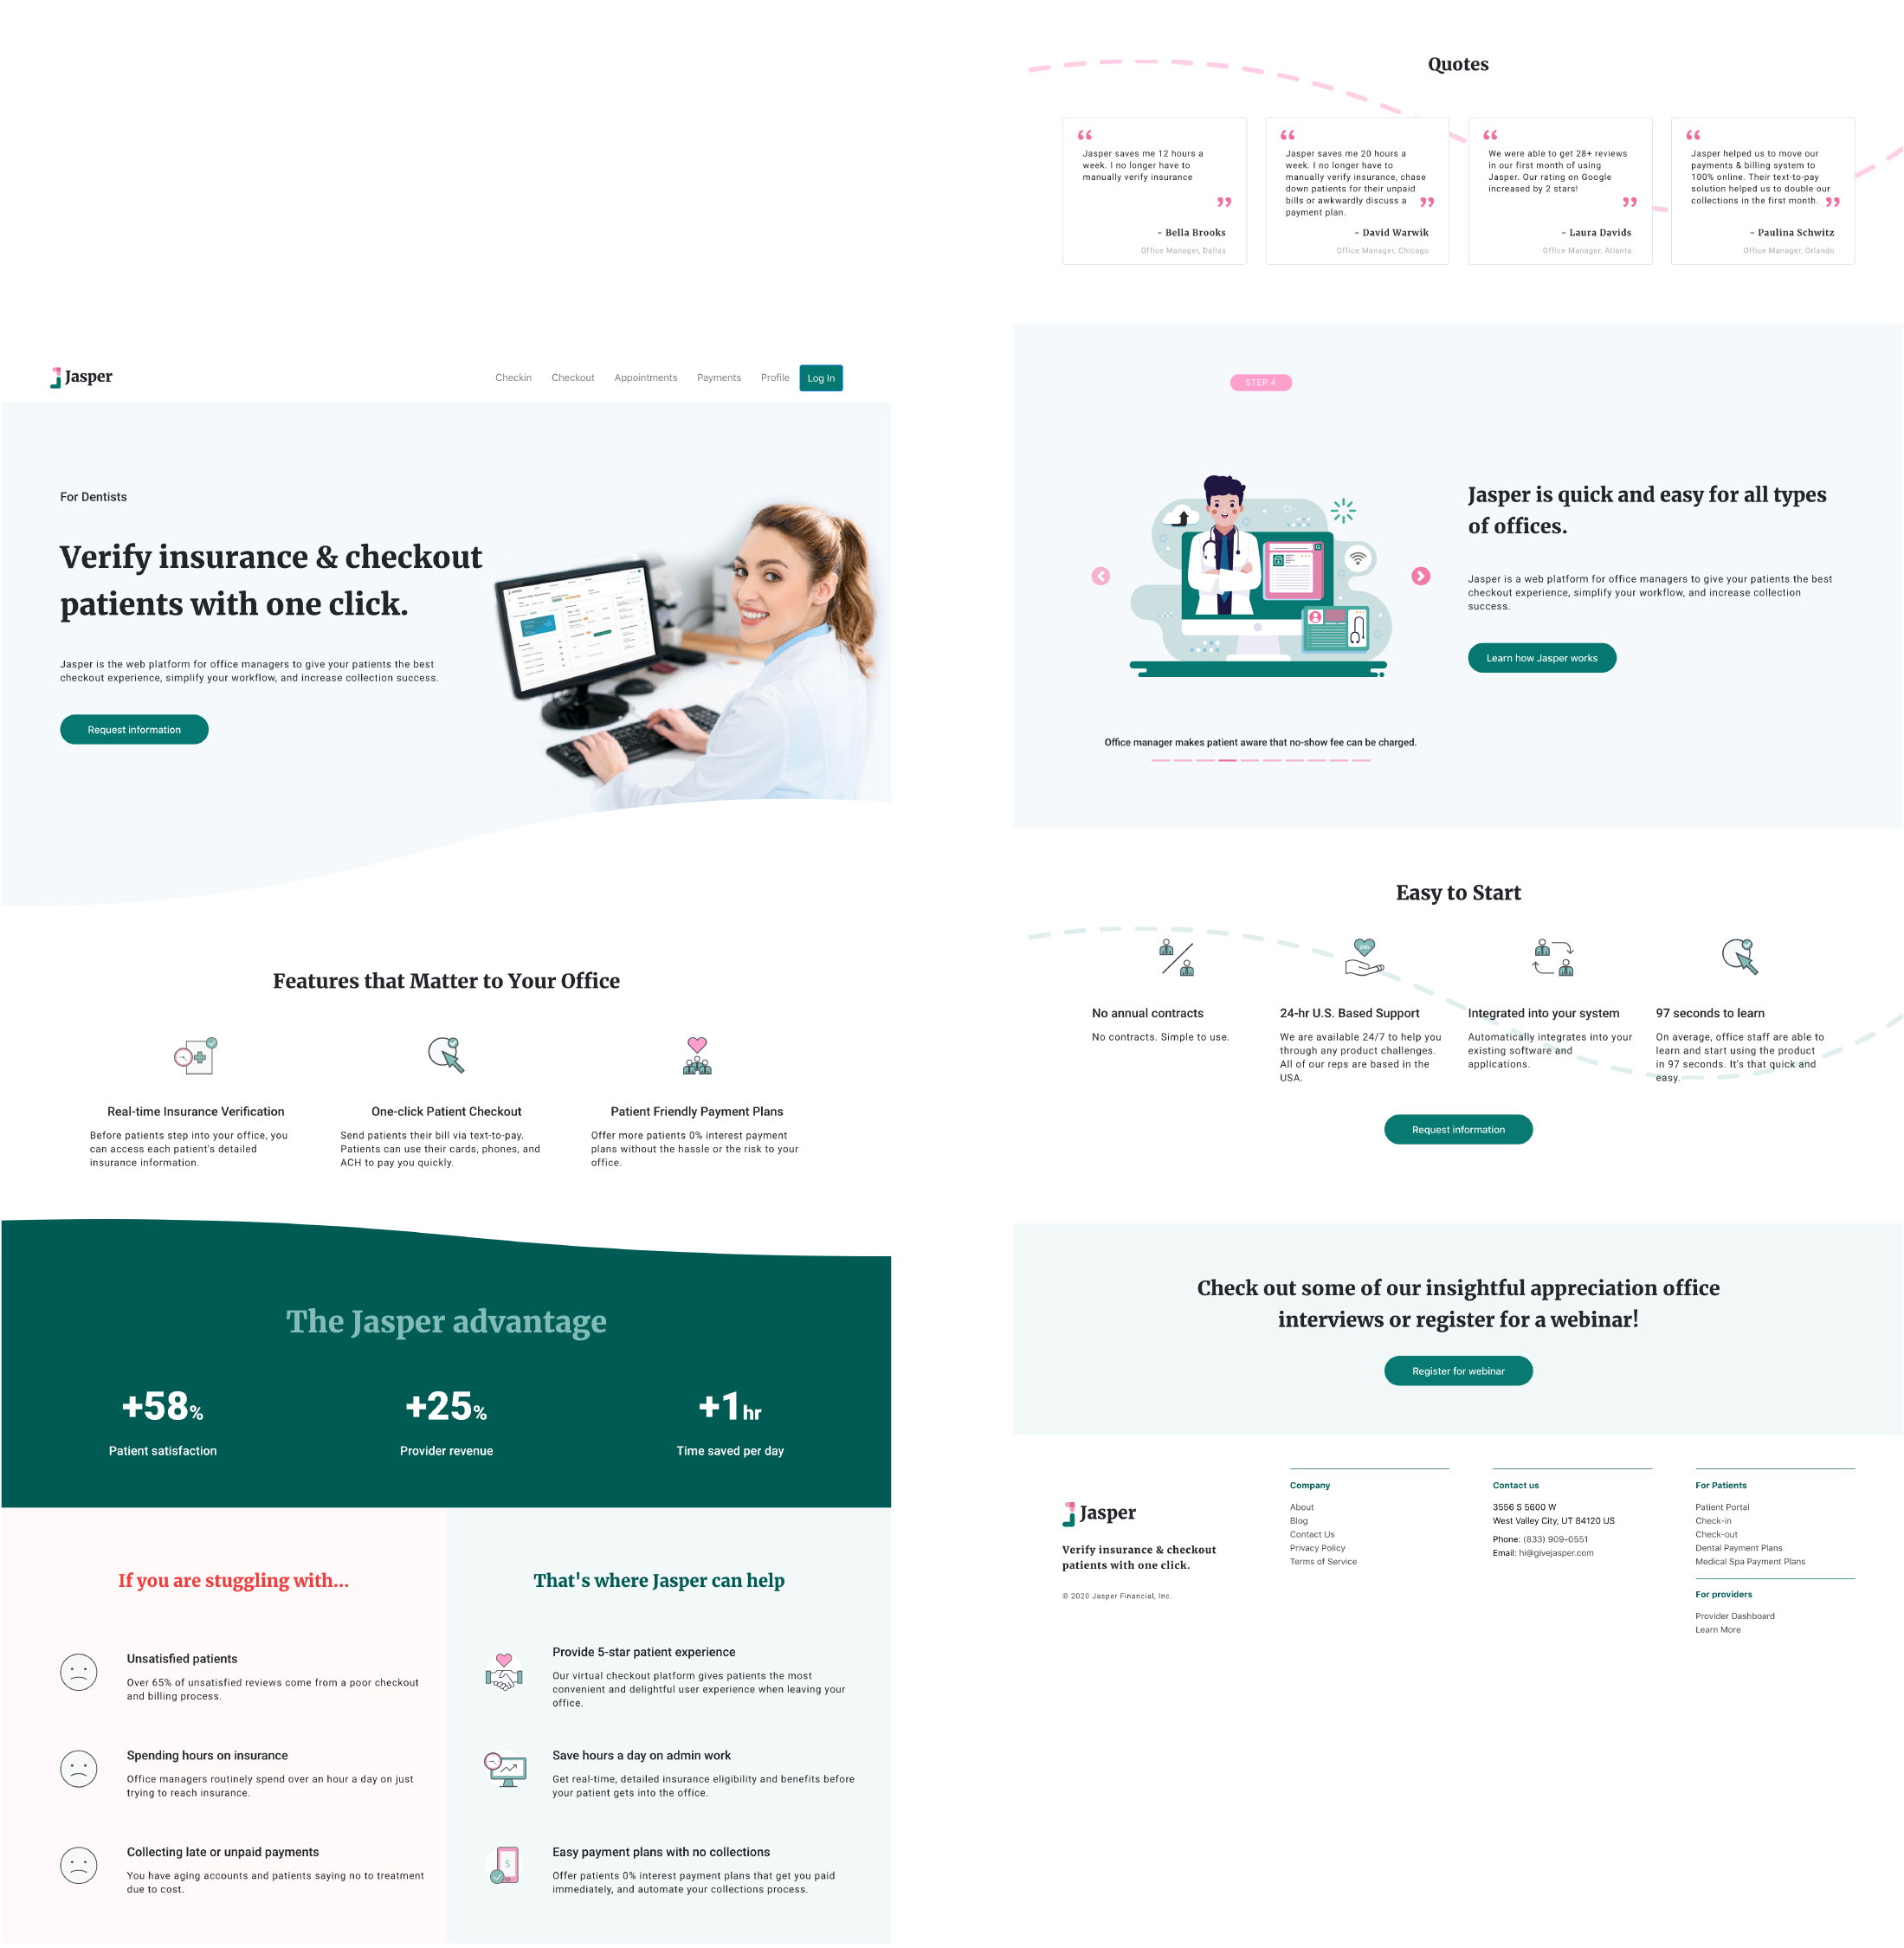 Jasper
Checkin Checkout Appointments Payments Profile Log In
For Dentists
Verify insurance & checkout
patients with one click.
Jasper is the web platform for office managers to give your patients the best
checkout experience, simplify your workflow, and increase collection success.
Request information
Features that Matter to Your Office
Real-time Insurance Verification
Before patients step into your office, you
can access each patient's detailed
insurance information.
One-click Patient Checkout
Send patients their bill via text-to-pay.
Patients can use their cards, phones, and
ACH to pay you quickly.
Patient Friendly Payment Plans
Offer more patients 0% interest payment
plans without the hassle or the risk to your
office.
The Jasper advantage
+58%
Patient satisfaction
+25%
Provider revenue
+1hr
Time saved per day
If you are stuggling with...
Unsatisfied patients
Over 65% of unsatisfied reviews come from a poor checkout
and billing process.
Spending hours on insurance
Office managers routinely spend over an hour a day on just
trying to reach insurance.
Collecting late or unpaid payments
You have aging accounts and patients saying no to treatment
due to cost.
That's where Jasper can help
Provide 5-star patient experience
Our virtual checkout platform gives patients the most
convenient and delightful user experience when leaving your
office.
Save hours a day on admin work
Get real-time, detailed insurance eligibility and benefits before
your patient gets into the office.
$
Easy payment plans with no collections
Offer patients 0% interest payment plans that get you paid
immediately, and automate your collections process.
Quotes
“
Jasper saves me 12 hours a
week. I no longer have to
manually verify insurance
”
- Bella Brooks
Office Manager, Dallas
“
Jasper saves me 20 hours a
week. I no longer have to
manually verify insurance, chase
down patients for their unpaid
bills or awkwardly discuss a
payment plan.
”
- David Warwik
Office Manager, Chicago
“
We were able to get 28+ reviews
in our first month of using
Jasper. Our rating on Google
increased by 2 stars!
”
- Laura Davids
Office Manager, Atlanta
“
Jasper helped us to move our
payments & billing system to
100% online. Their text-to-pay
solution helped us to double our
collections in the first month.
”
- Paulina Schwitz
Office Manager, Orlando
STEP 4
Office manager makes patient aware that no-show fee can be charged.
Jasper is quick and easy for all types
of offices.
Jasper is a web platform for office managers to give your patients the best
checkout experience, simplify your workflow, and increase collection
success.
Learn how Jasper works
Easy to Start
No annual contracts
No contracts. Simple to use.
24h
24-hr U.S. Based Support
We are available 24/7 to help you
through any product challenges.
All of our reps are based in the
USA.
Integrated into your system
Automatically integrates into your
existing software and
applications.
97 seconds to learn
On average, office staff are able to
learn and start using the product
in 97 seconds. It's that quick and
easy.
Request information
Check out some of our insightful appreciation office
interviews or register for a webinar!
Register for webinar
Jasper
Verify insurance & checkout
patients with one click.
© 2020 Jasper Financial, Inc.
Company
About
Blog
Contact Us
Privacy Policy
Terms of Service
Contact us
3556 S 5600 W
West Valley City, UT 84120 US
Phone: (833) 909-0551
Email: hi@givejasper.com
For Patients
Patient Portal
Check-in
Check-out
Dental Payment Plans
Medical Spa Payment Plans
For providers
Provider Dashboard
Learn More